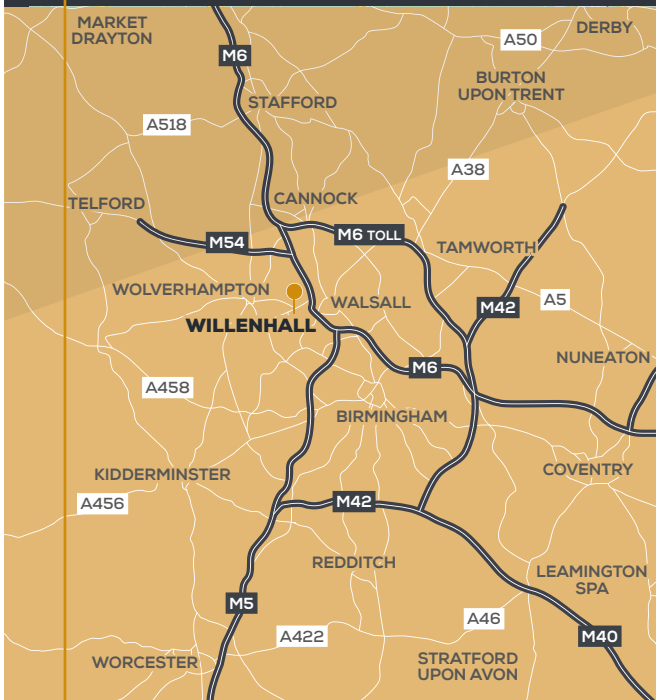 MARKET
DRAYTON
DERBY
A50
M6
BURTON
UPON TRENT
STAFFORD
A518
A38
TELFORD
CANNOCK
M6 TOLL
M54
TAMWORTH
WOLVERHAMPTON
WALSALL
A5
M42
WILLENHALL
NUNEATON
M6
A458
BIRMINGHAM
KIDDERMINSTER
COVENTRY
A456
M42
REDDITCH
LEAMINGTON
SPA
M5
A46
A422
M40
WORCESTER
STRATFORD
UPON AVON